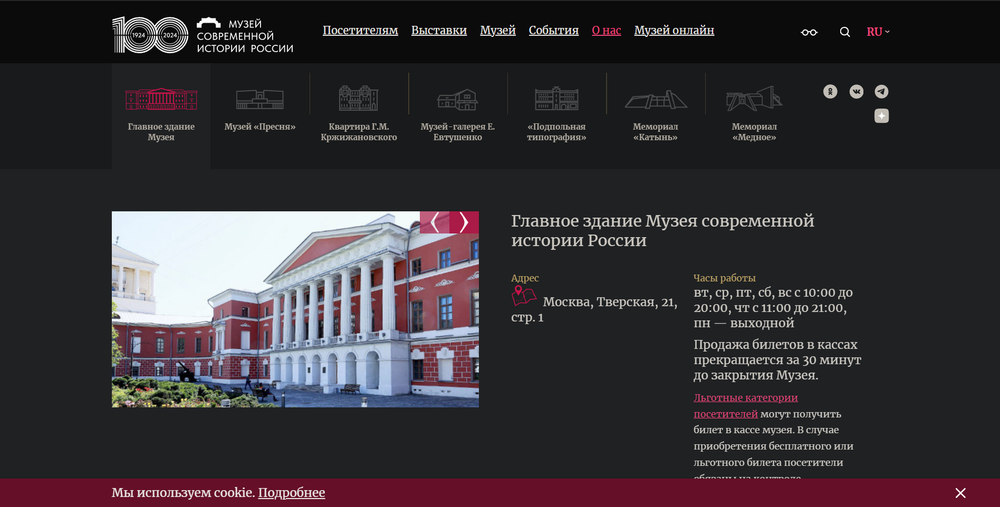 1924
2024
МУЗЕЙ
СОВРЕМЕННОЙ
ИСТОРИИ РОССИИ
Посетителям
Выставки
Музей
События
О нас
Музей онлайн
RU
Главное здание
Музея
Музей «Пресня»
Квартира Г.М.
Кржижановского
Музей-галерея Е.
Евтушенко
«Подпольная
типография»
Мемориал
«Катынь»
Мемориал
«Медное»
Главное здание Музея современной
истории России
Адрес
Москва, Тверская, 21,
стр. 1
Часы работы
вт, ср, пт, сб, вс с 10:00 до
20:00, чт с 11:00 до 21:00,
пн — выходной
Продажа билетов в кассах
прекращается за 30 минут
до закрытия Музея.
Льготные категории
посетителей могут получить
билет в кассе музея. В случае
приобретения бесплатного или
льготного билета посетители
обязаны на контроле
Мы используем cookie. Подробнее